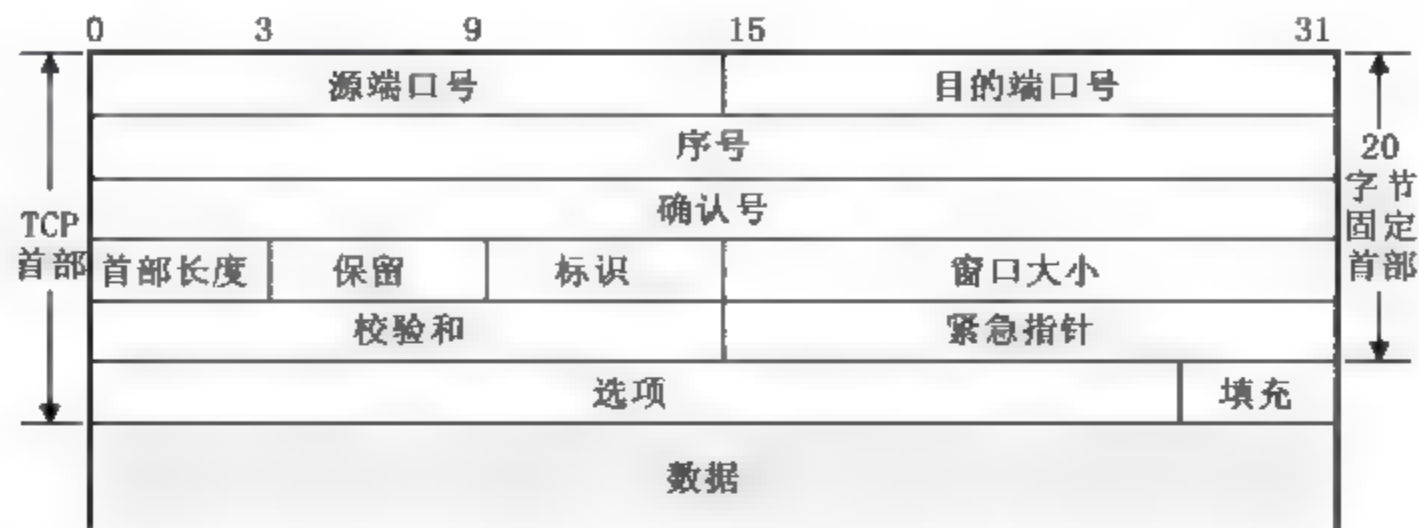 0 3 9 15 31
源端口号 目的端口号
序号
确认号
首部长度 保留 标识 窗口大小
校验和 紧急指针
选项 填充
数据
TCP
首部
20
字节
固定
首部